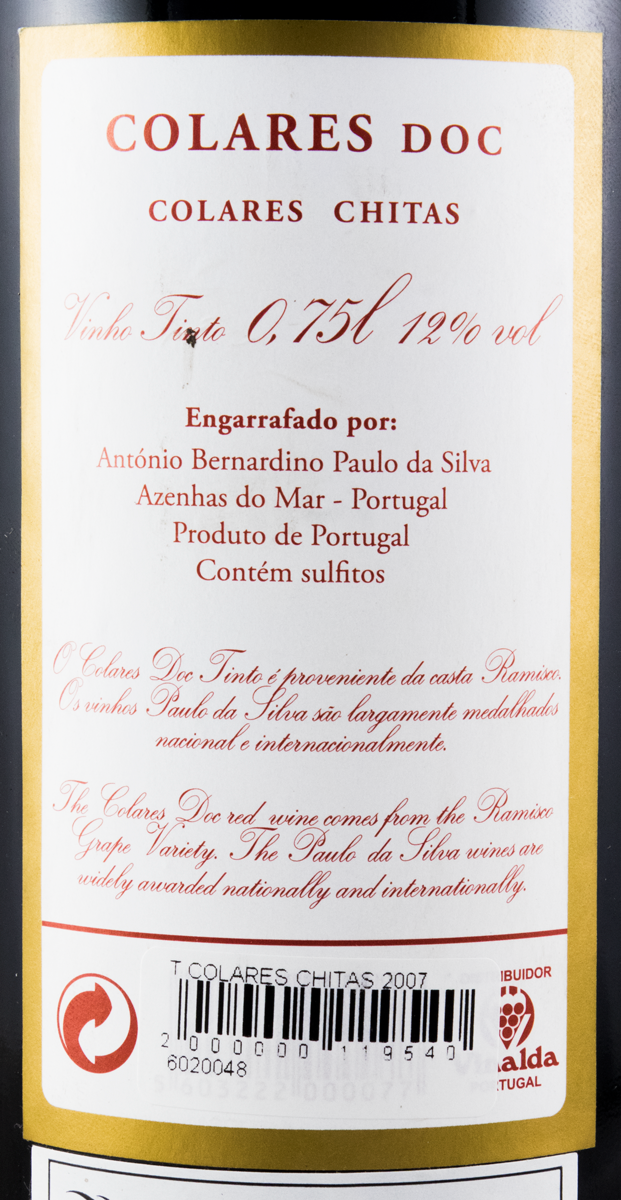 COLARES DOC
COLARES CHITAS
Vinho Tinto 0,75l 12% vol
Engarrafado por:
António Bernardino Paulo da Silva
Azenhas do Mar - Portugal
Produto de Portugal
Contém sulfitos
O Colares Doc Tinto é proveniente da casta Ramisco.
Os vinhos Paulo da Silva são largamente medalhados
nacional e internacionalmente.
The Colares Doc red wine comes from the Ramisco
Grape Variety. The Paulo da Silva wines are
widely awarded nationally and internationally.
T COLARES CHITAS 2007
2 000000 119540
6020048